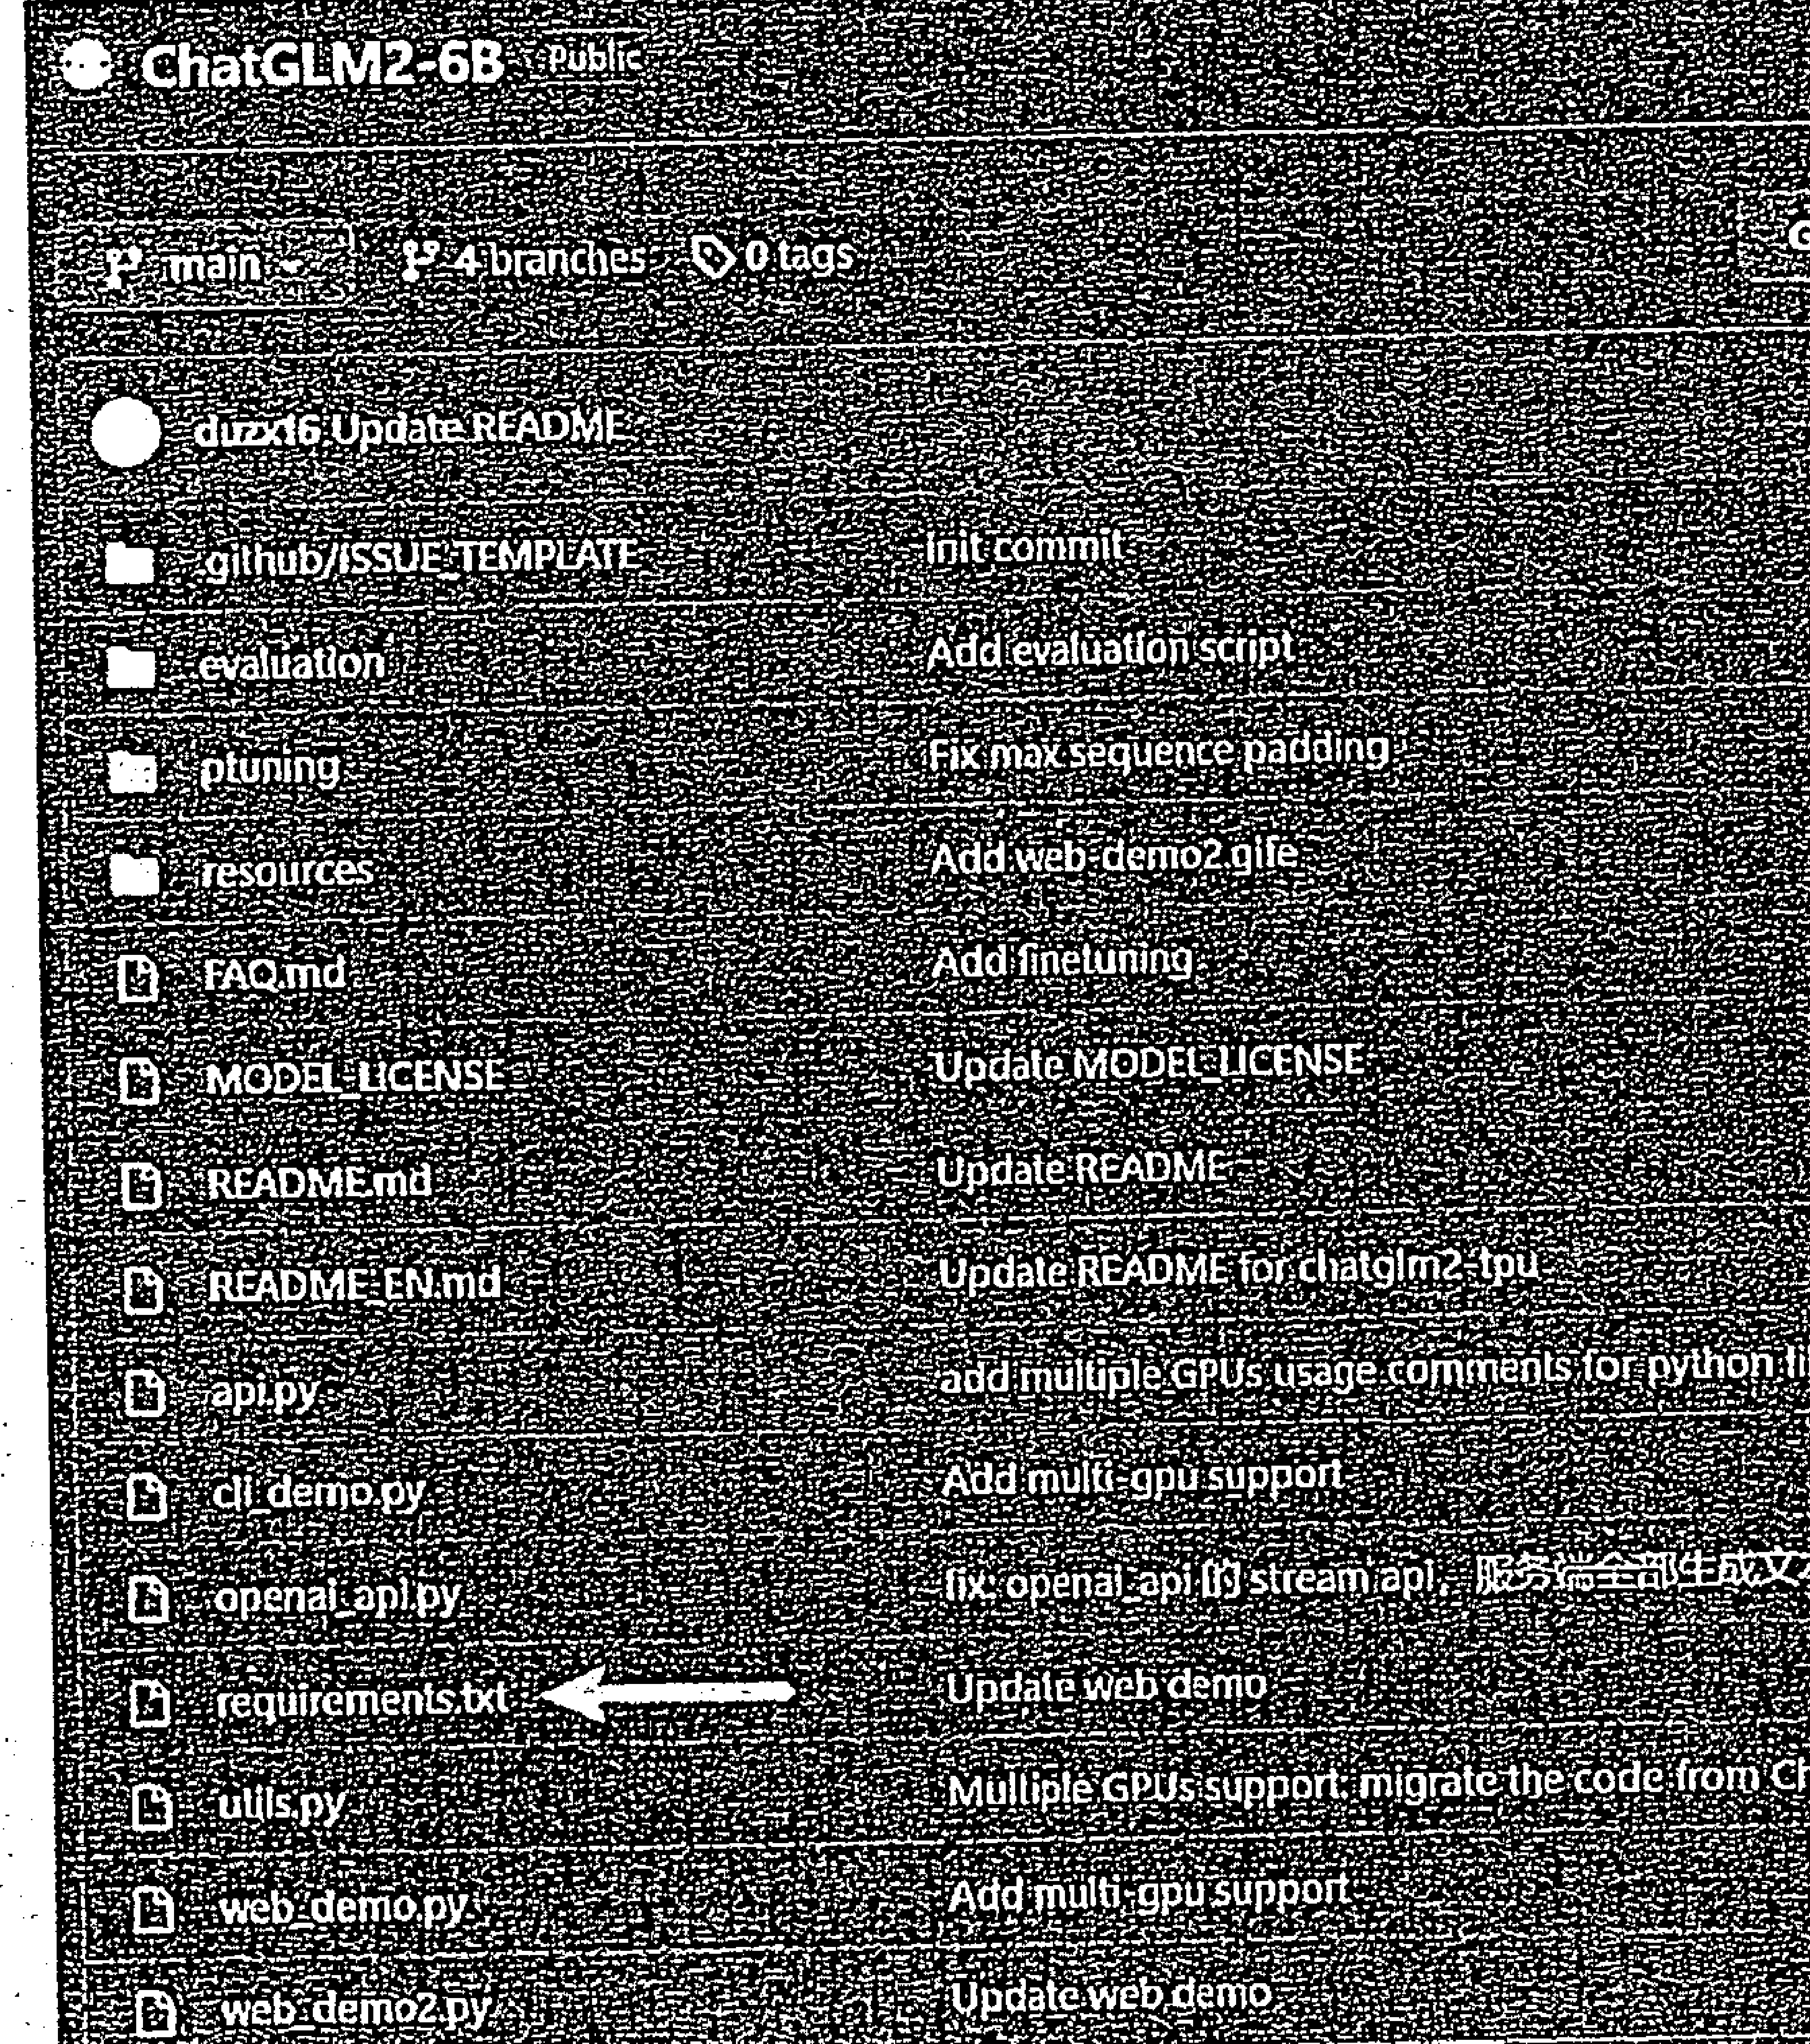 ChatGLM2-6B Public
main 4 branches 0 tags
duzx16 Update README
.github/ISSUE_TEMPLATE Init commit
evaluation Add evaluation script
ptuning Fix max sequence padding
resources Add web-demo2.gife
FAQ.md Add finetuning
MODEL_LICENSE Update MODEL_LICENSE
README.md Update README
README_EN.md Update README for chatglm2-tpu
api.py add multiple GPUs usage comments for python
cli_demo.py Add multi-gpu support
openai_api.py fix: openai_api 的 stream api, 服务端全部生成文
requirements.txt Update web demo
utils.py Multiple GPUs support: migrate the code from
web_demo.py Add multi-gpu support
web_demo2.py Update web demo